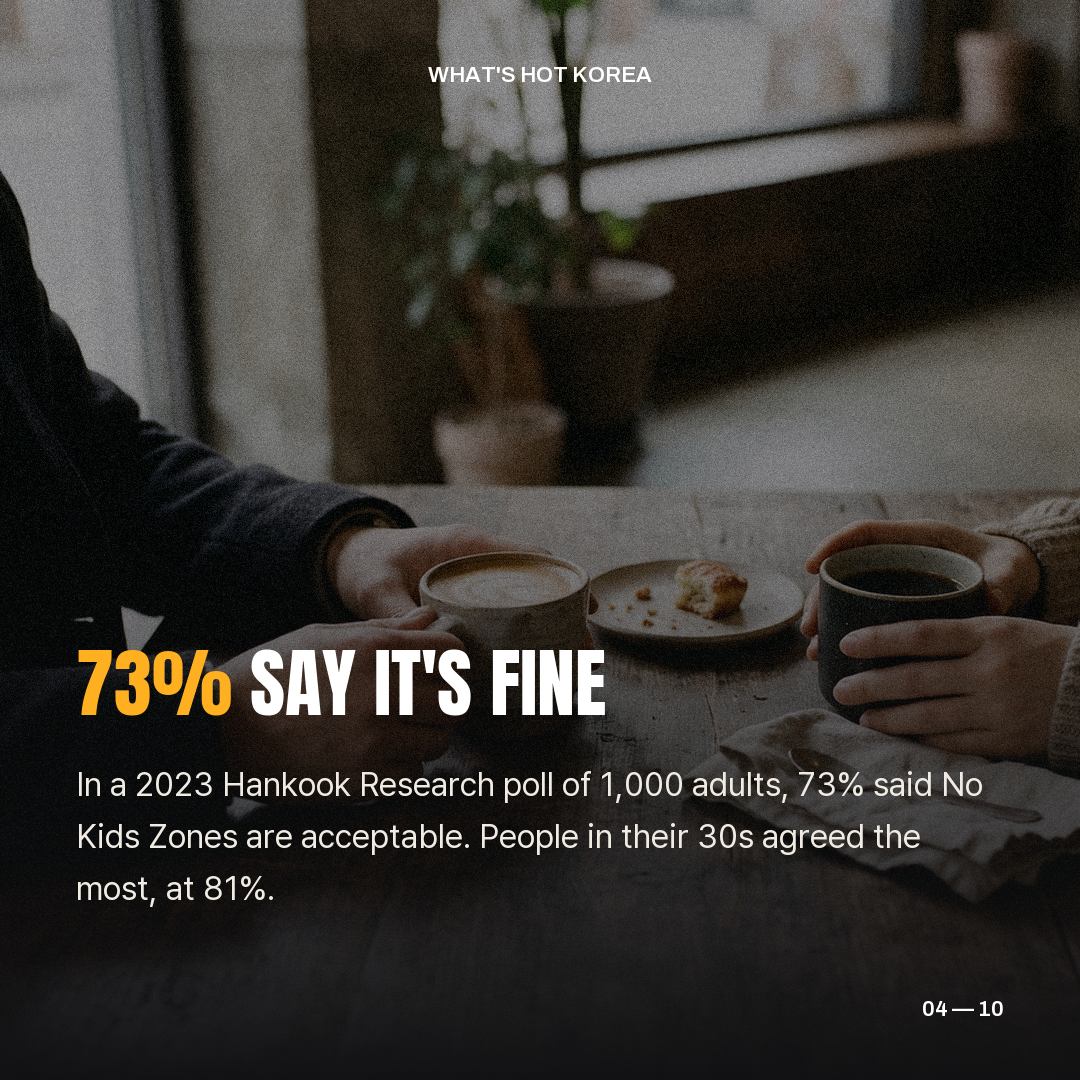 WHAT'S HOT KOREA
73% SAY IT'S FINE
In a 2023 Hankook Research poll of 1,000 adults, 73% said No
Kids Zones are acceptable. People in their 30s agreed the
most, at 81%.
04 — 10